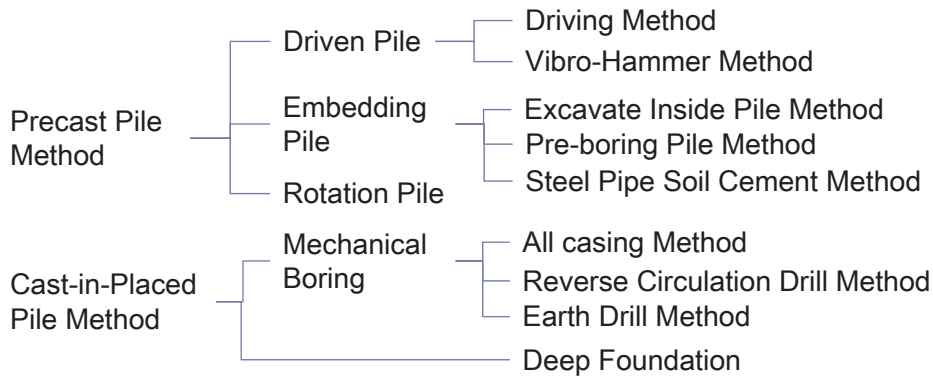 Precast Pile
Method
Driven Pile
Driving Method
Vibro-Hammer Method
Embedding
Pile
Excavate Inside Pile Method
Pre-boring Pile Method
Steel Pipe Soil Cement Method
Rotation Pile
Cast-in-Placed
Pile Method
Mechanical
Boring
All casing Method
Reverse Circulation Drill Method
Earth Drill Method
Deep Foundation